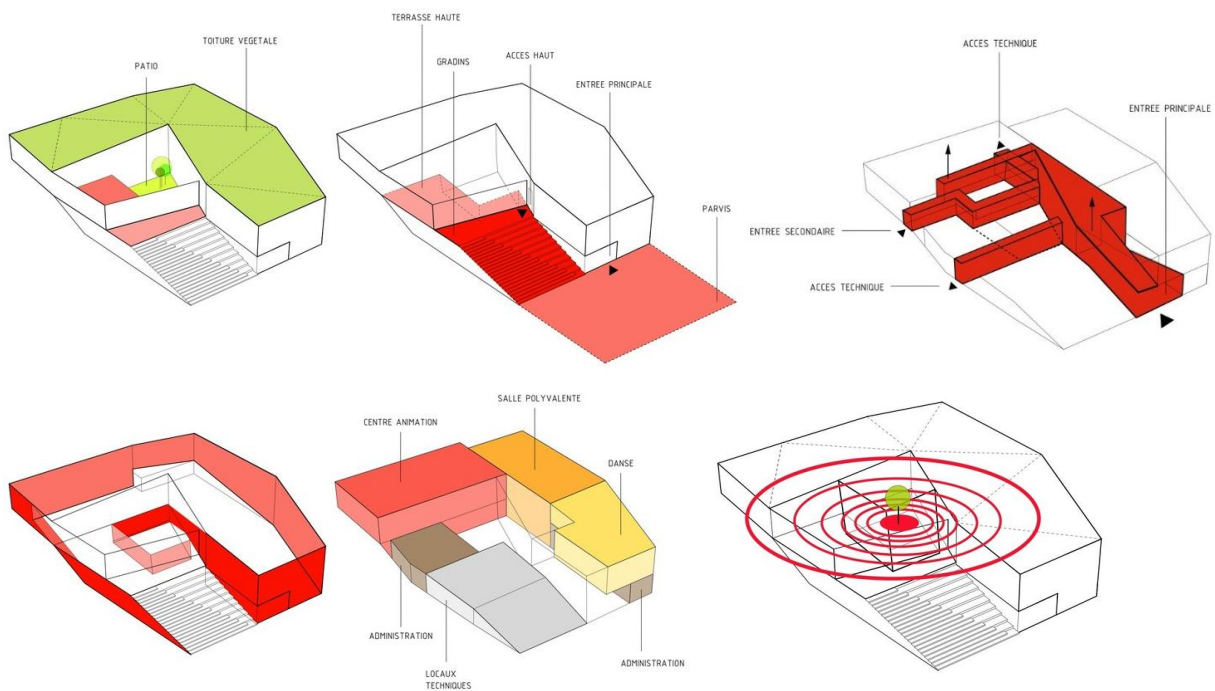 TOITURE VEGETALE
PATIO
TERRASSE HAUTE
GRADINS
ACCES HAUT
ENTREE PRINCIPALE
PARVIS
ACCES TECHNIQUE
ENTREE PRINCIPALE
ENTREE SECONDAIRE
ACCES TECHNIQUE
CENTRE ANIMATION
SALLE POLYVALENTE
DANSE
ADMINISTRATION
LOCAUX
TECHNIQUES
ADMINISTRATION